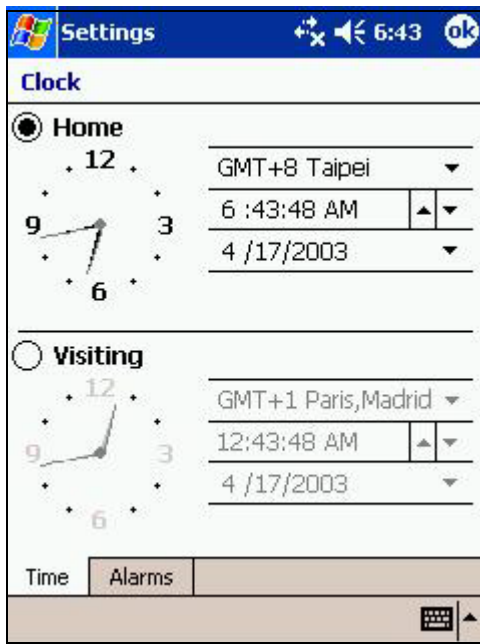 Settings 6:43 ok
Clock
Home
12
9 3
6
GMT+8 Taipei
6 :43:48 AM
4 /17/2003
Visiting
12
9 3
6
GMT+1 Paris,Madrid
12:43:48 AM
4 /17/2003
Time Alarms